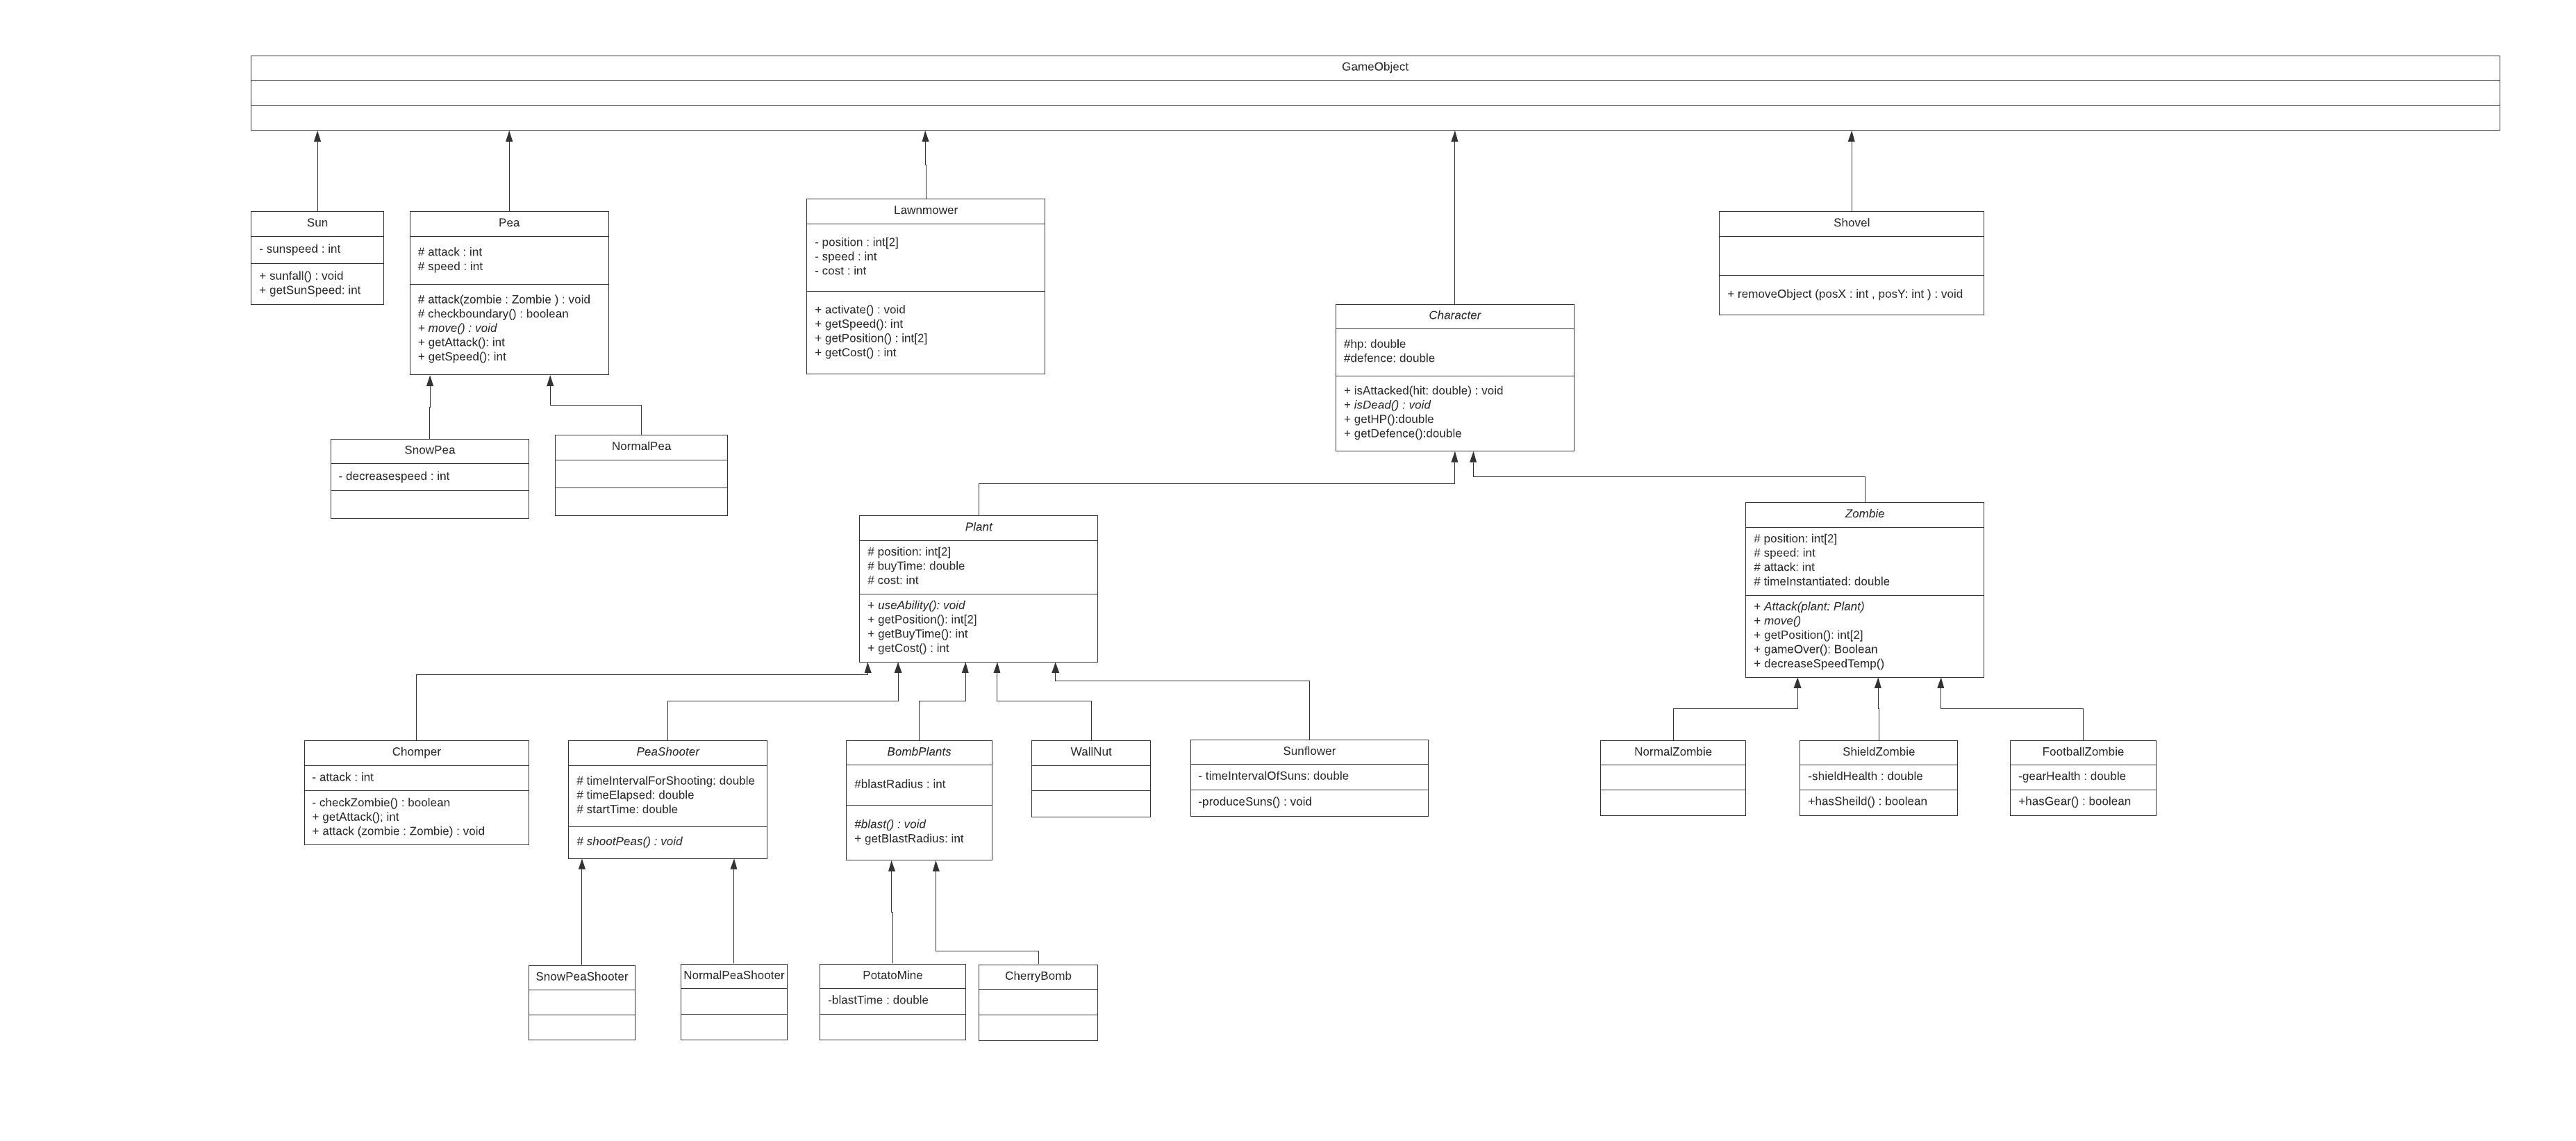 GameObject
Sun
- sunspeed : int
+ sunfall() : void
+ getSunSpeed: int
Pea
# attack : int
# speed : int
# attack(zombie : Zombie ) : void
# checkboundary() : boolean
+ move() : void
+ getAttack(): int
+ getSpeed(): int
Lawnmower
- position : int[2]
- speed : int
- cost : int
+ activate() : void
+ getSpeed(): int
+ getPosition() : int[2]
+ getCost() : int
Character
#hp: double
#defence: double
+ isAttacked(hit: double) : void
+ isDead() : void
+ getHP():double
+ getDefence():double
Shovel
+ removeObject (posX : int , posY: int ) : void
SnowPea
- decreasespeed : int
NormalPea
Plant
# position: int[2]
# buyTime: double
# cost: int
+ useAbility(): void
+ getPosition(): int[2]
+ getBuyTime(): int
+ getCost() : int
Zombie
# position: int[2]
# speed: int
# attack: int
# timeInstantiated: double
+ Attack(plant: Plant)
+ move()
+ getPosition(): int[2]
+ gameOver(): Boolean
+ decreaseSpeedTemp()
Chomper
- attack : int
- checkZombie() : boolean
+ getAttack(); int
+ attack (zombie : Zombie) : void
PeaShooter
# timeIntervalForShooting: double
# timeElapsed: double
# startTime: double
# shootPeas() : void
BombPlants
#blastRadius : int
#blast() : void
+ getBlastRadius: int
WallNut
Sunflower
- timeIntervalOfSuns: double
-produceSuns() : void
NormalZombie
ShieldZombie
-shieldHealth : double
+hasSheild() : boolean
FootballZombie
-gearHealth : double
+hasGear() : boolean
SnowPeaShooter
NormalPeaShooter
PotatoMine
-blastTime : double
CherryBomb